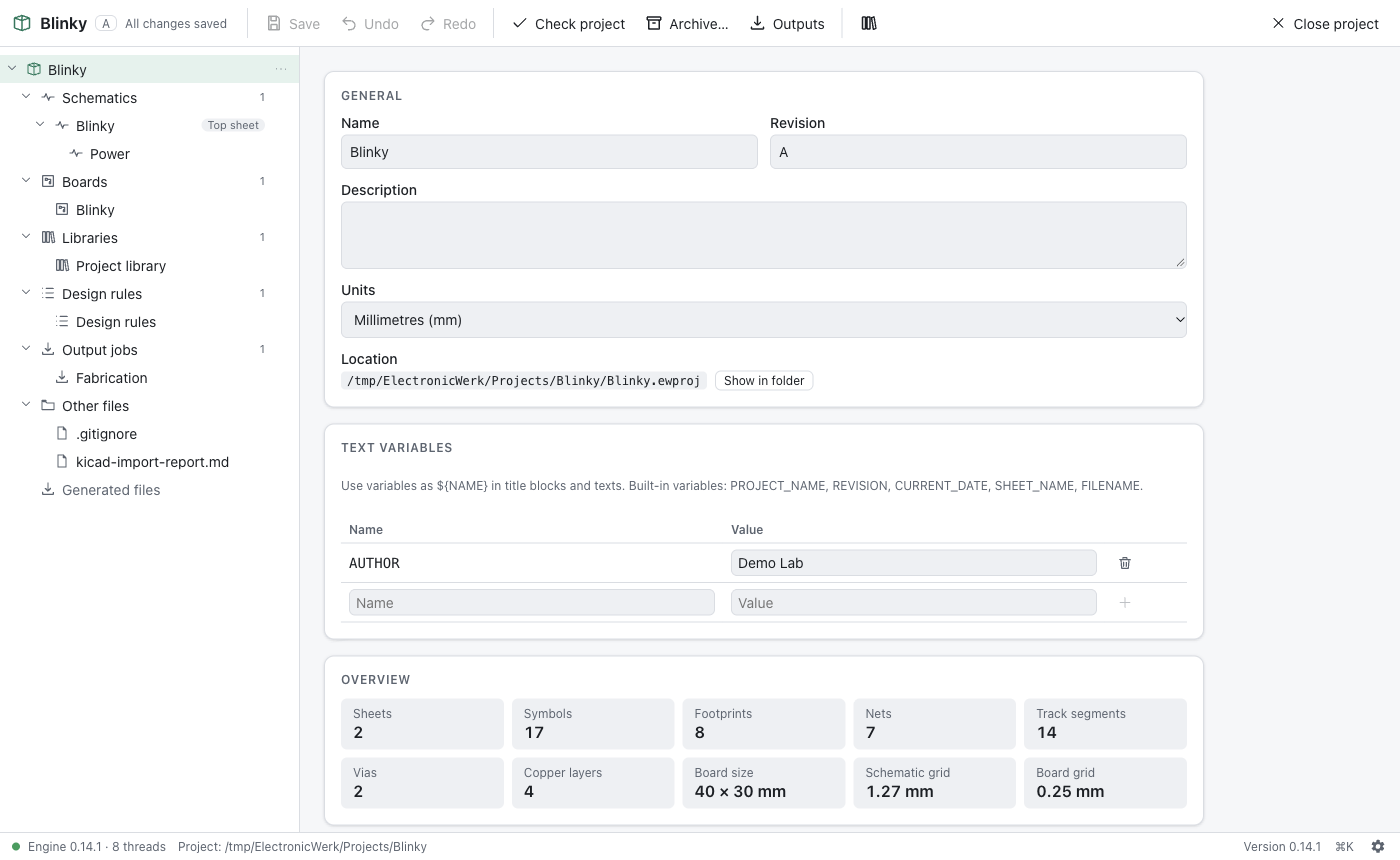 Blinky A All changes saved Save Undo Redo Check project Archive... Outputs Close project
Blinky ...
Schematics 1
Blinky Top sheet
Power
Boards 1
Blinky
Libraries 1
Project library
Design rules 1
Design rules
Output jobs 1
Fabrication
Other files
.gitignore
kicad-import-report.md
Generated files
GENERAL
Name Revision
Blinky A
Description
Units
Millimetres (mm)
Location
/tmp/ElectronicWerk/Projects/Blinky/Blinky.ewproj Show in folder
TEXT VARIABLES
Use variables as ${NAME} in title blocks and texts. Built-in variables: PROJECT_NAME, REVISION, CURRENT_DATE, SHEET_NAME, FILENAME.
Name Value
AUTHOR Demo Lab
Name Value
OVERVIEW
Sheets Symbols Footprints Nets Track segments
2 17 8 7 14
Vias Copper layers Board size Schematic grid Board grid
2 4 40 × 30 mm 1.27 mm 0.25 mm
Engine 0.14.1 · 8 threads Project: /tmp/ElectronicWerk/Projects/Blinky Version 0.14.1 ⌘K